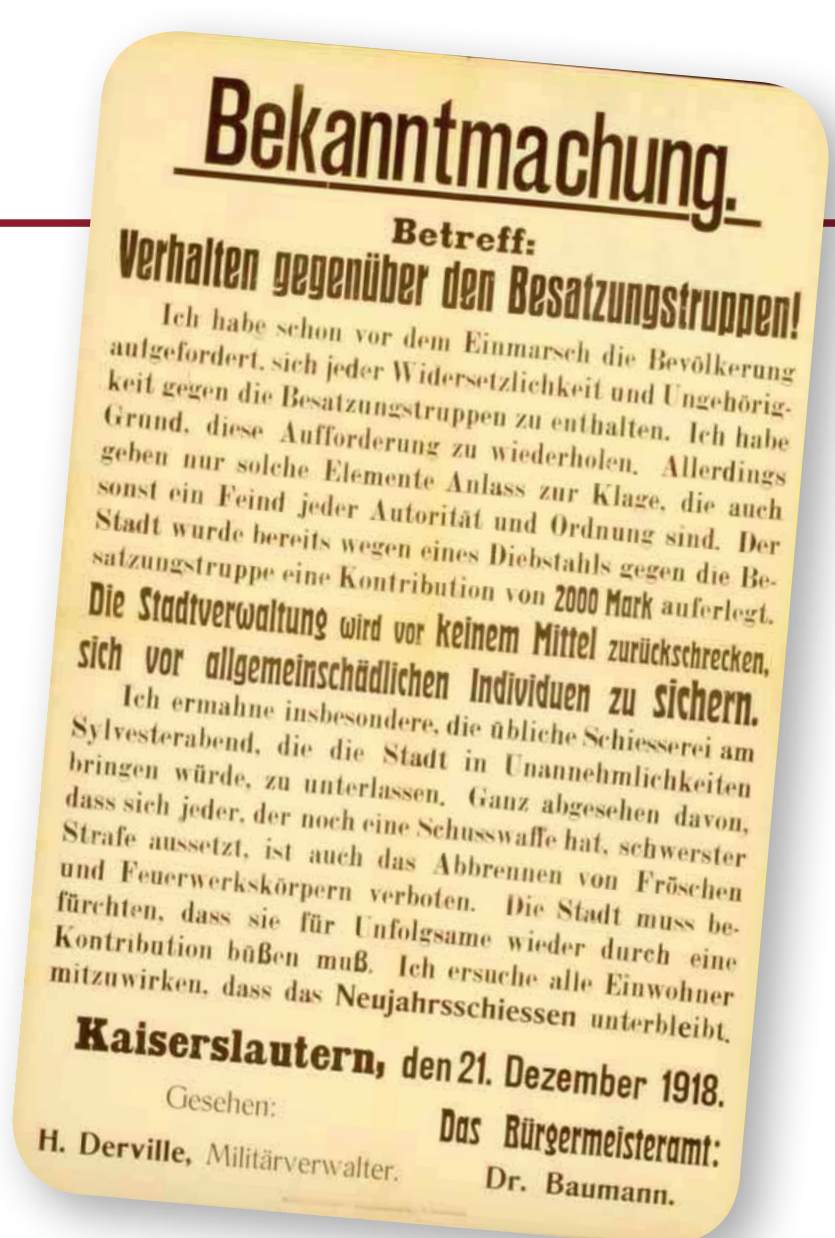 Bekanntmachung.
Betreff:
Verhalten gegenüber den Besatzungstruppen!
Ich habe schon vor dem Einmarsch die Bevölkerung
aufgefordert, sich jeder Widersetzlichkeit und Ungehörig-
keit gegen die Besatzungstruppen zu enthalten. Ich habe
Grund, diese Aufforderung zu wiederholen. Allerdings
geben nur solche Elemente Anlass zur Klage, die auch
sonst ein Feind jeder Autorität und Ordnung sind. Der
Stadt wurde bereits wegen eines Diebstahls gegen die Be-
satzungstruppe eine Kontribution von 2000 Mark auferlegt.
Die Stadtverwaltung wird vor keinem Mittel zurückschrecken,
sich vor allgemeinschädlichen Individuen zu sichern.
Ich ermahne insbesondere, die übliche Schiesserei am
Sylvesterabend, die die Stadt in Unannehmlichkeiten
bringen würde, zu unterlassen. Ganz abgesehen davon,
dass sich jeder, der noch eine Schusswaffe hat, schwerster
Strafe aussetzt, ist auch das Abbrennen von Fröschen
und Feuerwerkskörpern verboten. Die Stadt muss be-
fürchten, dass sie für Unfolgsame wieder durch eine
Kontribution büßen muß. Ich ersuche alle Einwohner
mitzuwirken, dass das Neujahrsschiessen unterbleibt.
Kaiserslautern, den 21. Dezember 1918.
Gesehen:
H. Derville, Militärverwalter.
Das Bürgermeisteramt:
Dr. Baumann.